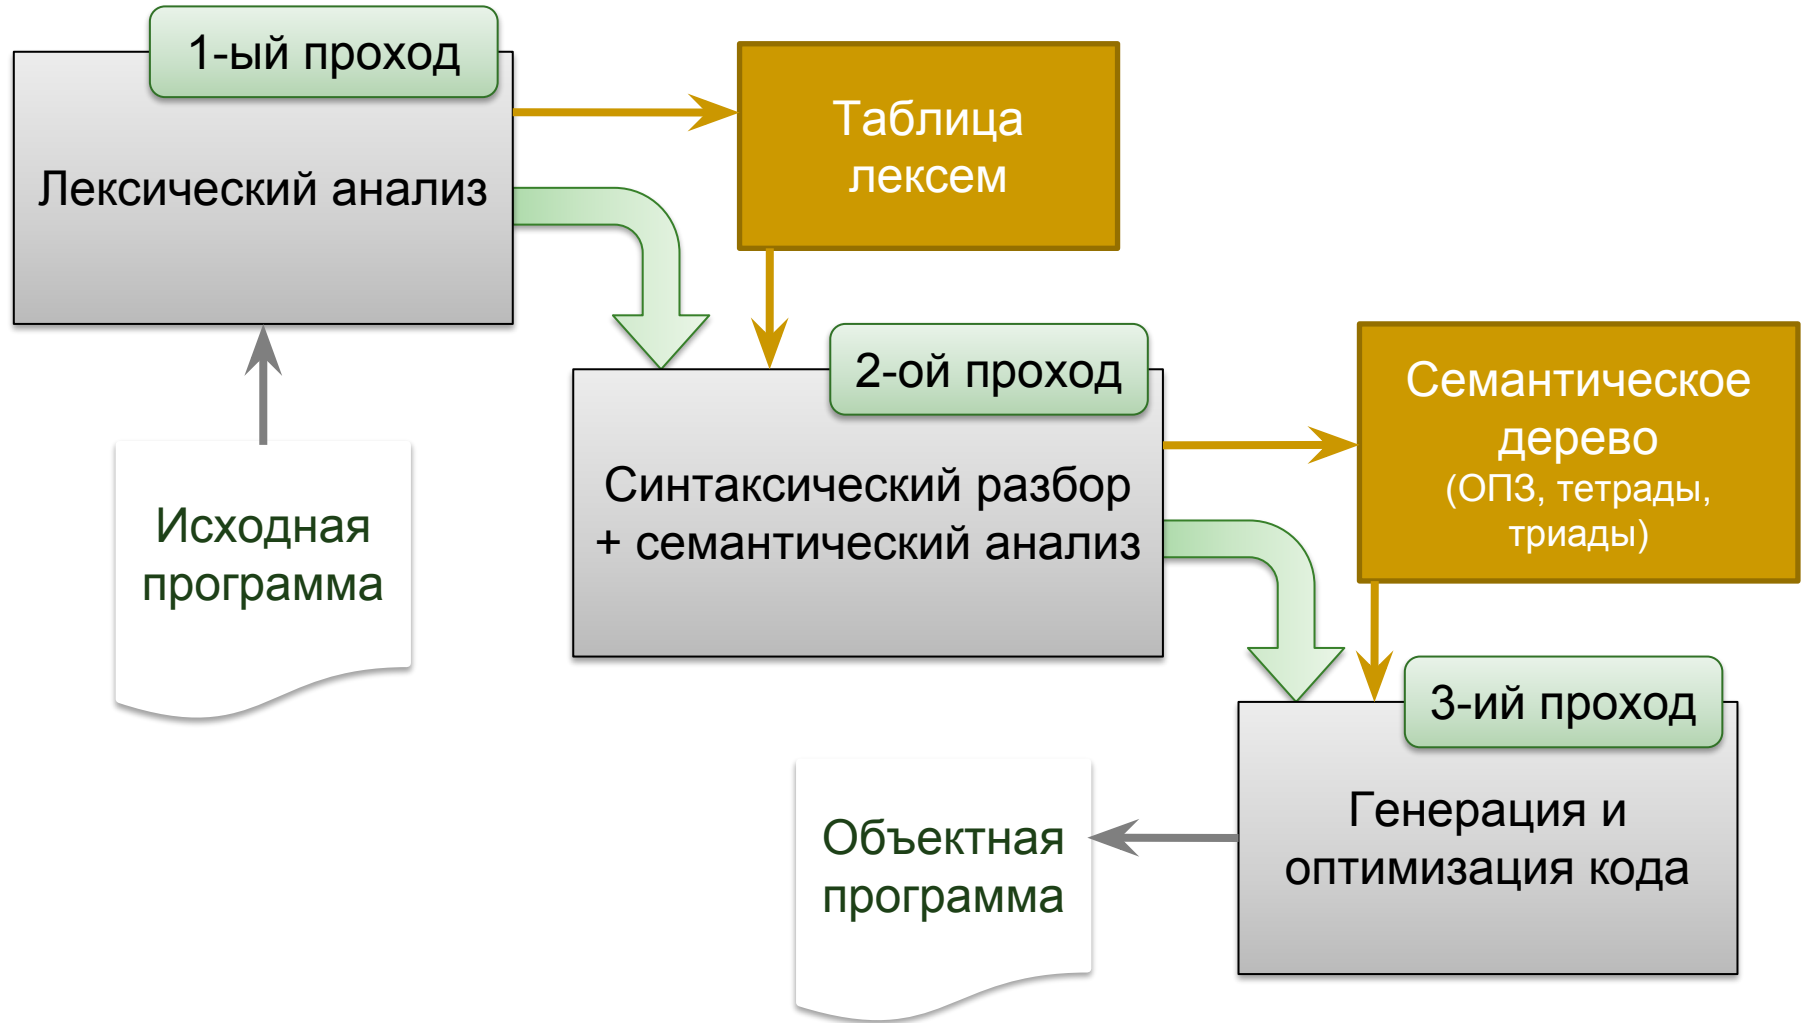 1-ый проход
Лексический анализ
Таблица
лексем
Исходная
программа
2-ой проход
Синтаксический разбор
+ семантический анализ
Семантическое
дерево
(ОПЗ, тетрады,
триады)
3-ий проход
Генерация и
оптимизация кода
Объектная
программа